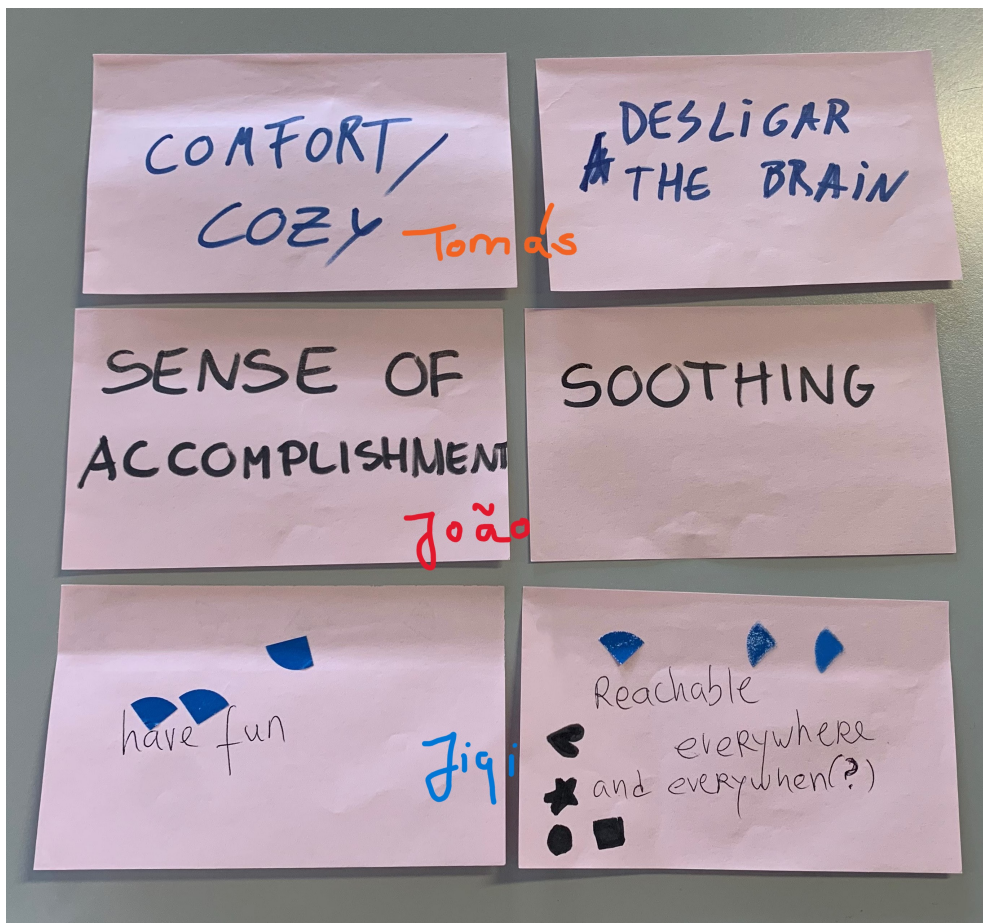 COMFORT/
COZY
DESLIGAR
THE BRAIN
Tomás
SENSE OF
ACCOMPLISHMENT
SOOTHING
João
have fun
Reachable
everywhere
and everywhen(?)
Jiqi